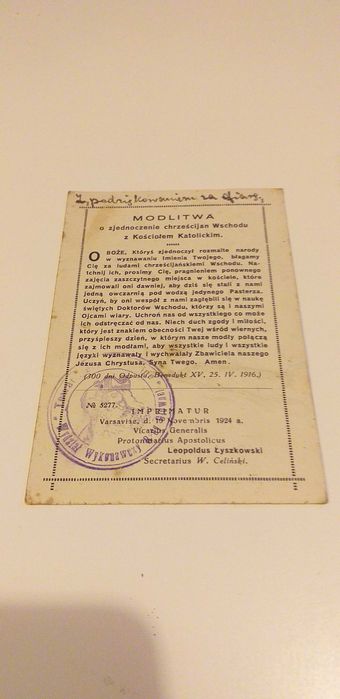 Z podziękowaniem za ofiarę,
MODLITWA
o zjednoczenie chrześcijan Wschodu
z Kościołem Katolickim.
O BOŻE, Któryś zjednoczył rozmaite narody
w wyznawaniu Imienia Twojego, błagamy
Cię za ludami chrześcijańskiemi Wschodu. Na-
tchnij ich, prosimy Cię, pragnieniem ponownego
zajęcia zaszczytnego miejsca w kościele, które
zajmowali oni dawniej, aby dziś się stali z nami
jedną owczarnią pod wodzą jedynego Pasterza.
Uczyń, by oni wespół z nami zagłębili się w naukę
świętych Doktorów Wschodu, którzy są i naszymi
Ojcami wiary. Uchroń nas od wszystkiego co może
ich odstręczać od nas. Niech duch zgody i miłości,
który jest znakiem obecności Twej wśród wiernych,
przyśpieszy dzień, w którym nasze modły połączą
się z ich modłami, aby wszystkie ludy i wszystkie
języki wyznawały i wychwalały Zbawiciela naszego
Jezusa Chrystusa, Syna Twego. Amen.
(300 dni Odpustu, Benedykt XV, 25. IV. 1916.)
№ 5277.
IMPRIMATUR
Varsaviae, d. 19 Novembris 1924 a.
Vicarius Generalis
Protonotarius Apostolicus
Leopoldus Łyszkowski
Secretarius W. Celiński.
Wykonawczy